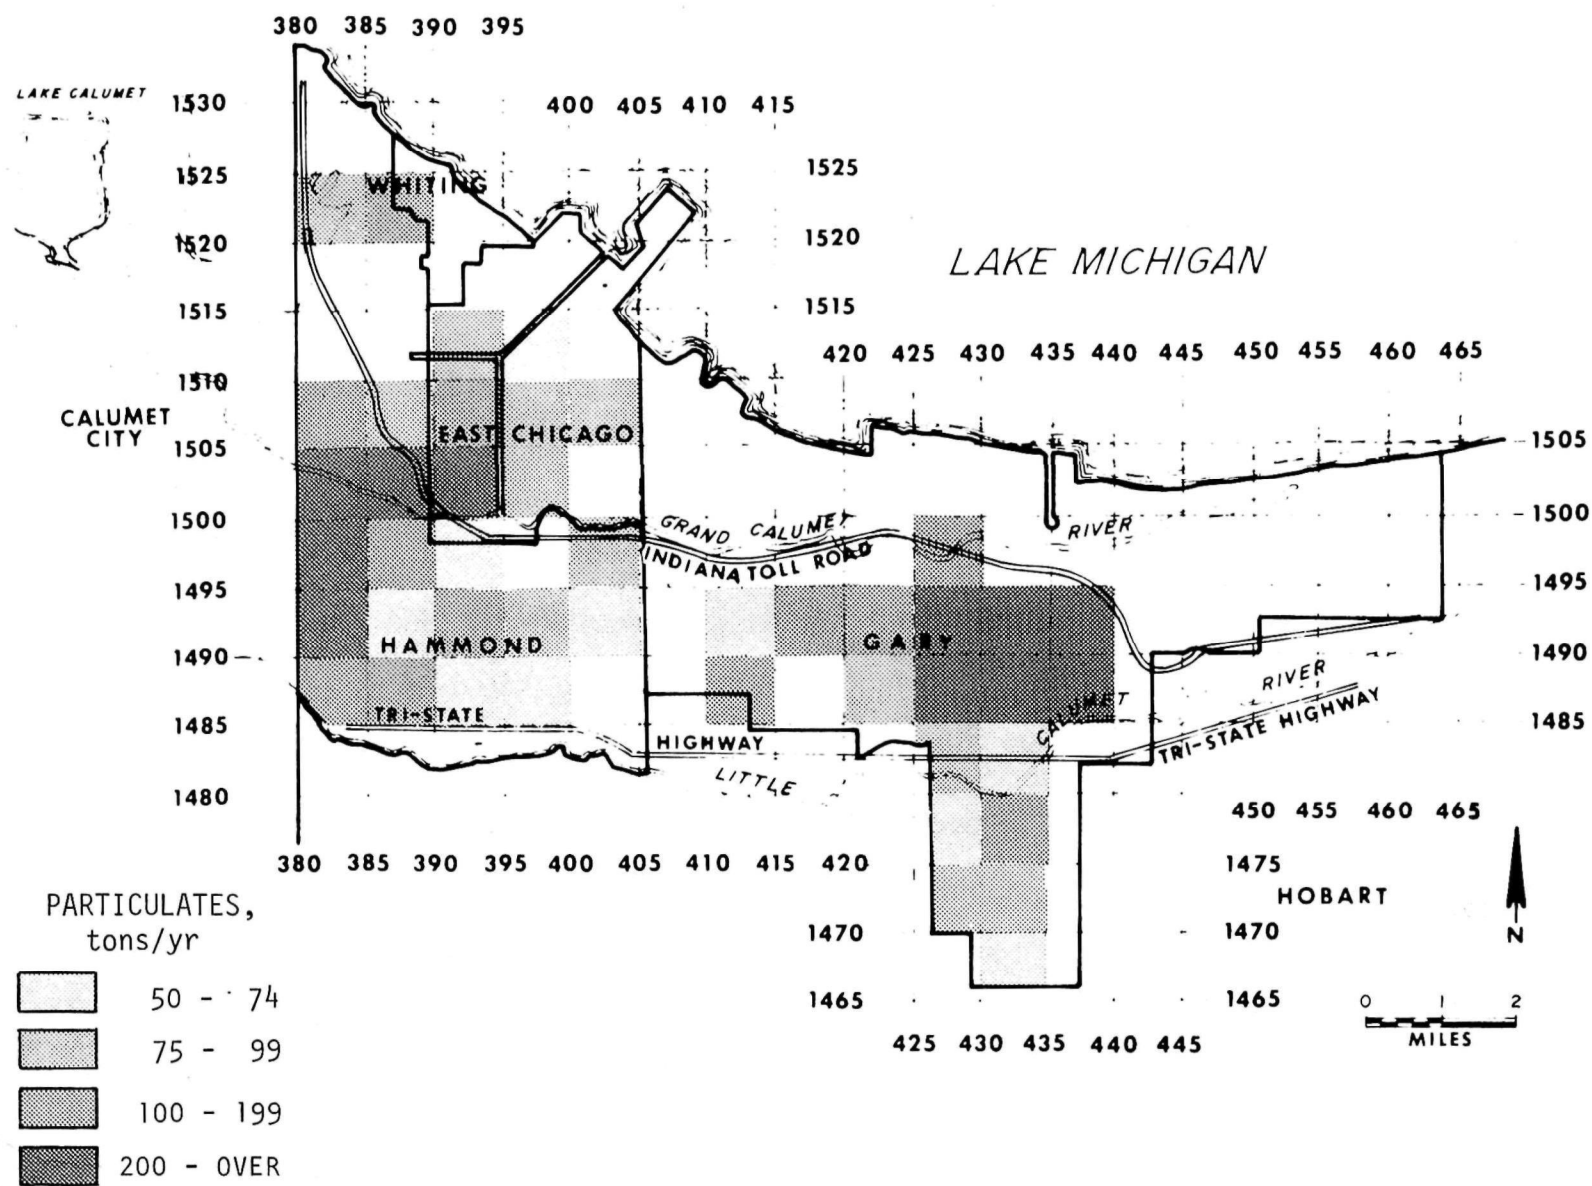 380 385 390 395
LAKE CALUMET
1530
400 405 410 415
1525
WHITING
1525
1520
1520
LAKE MICHIGAN
1515
1515
420 425 430 435 440 445 450 455 460 465
1510
CALUMET
CITY
EAST CHICAGO
1505
1505
1505
1500
GRAND CALUMET
RIVER
1500
INDIANA TOLL ROAD
1495
1495
HAMMOND
GARY
1490
1490
RIVER
CALUMET
TRI-STATE
1485
1485
HIGHWAY
TRI-STATE HIGHWAY
LITTLE
1480
450 455 460 465
380 385 390 395 400 405 410 415 420
1475
HOBART
PARTICULATES,
tons/yr
1470
1470
N
50 - 74
1465
1465
0 1 2
MILES
75 - 99
425 430 435 440 445
100 - 199
200 - OVER